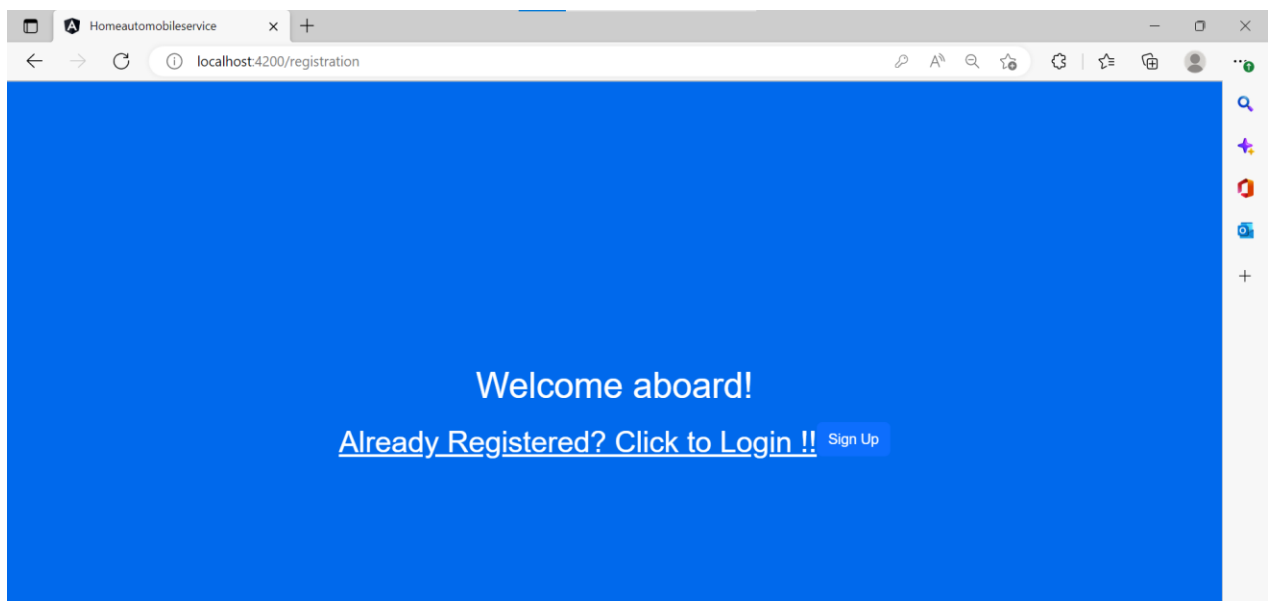 Homeautomobileservice
localhost:4200/registration
Welcome aboard!
Already Registered? Click to Login !! Sign Up